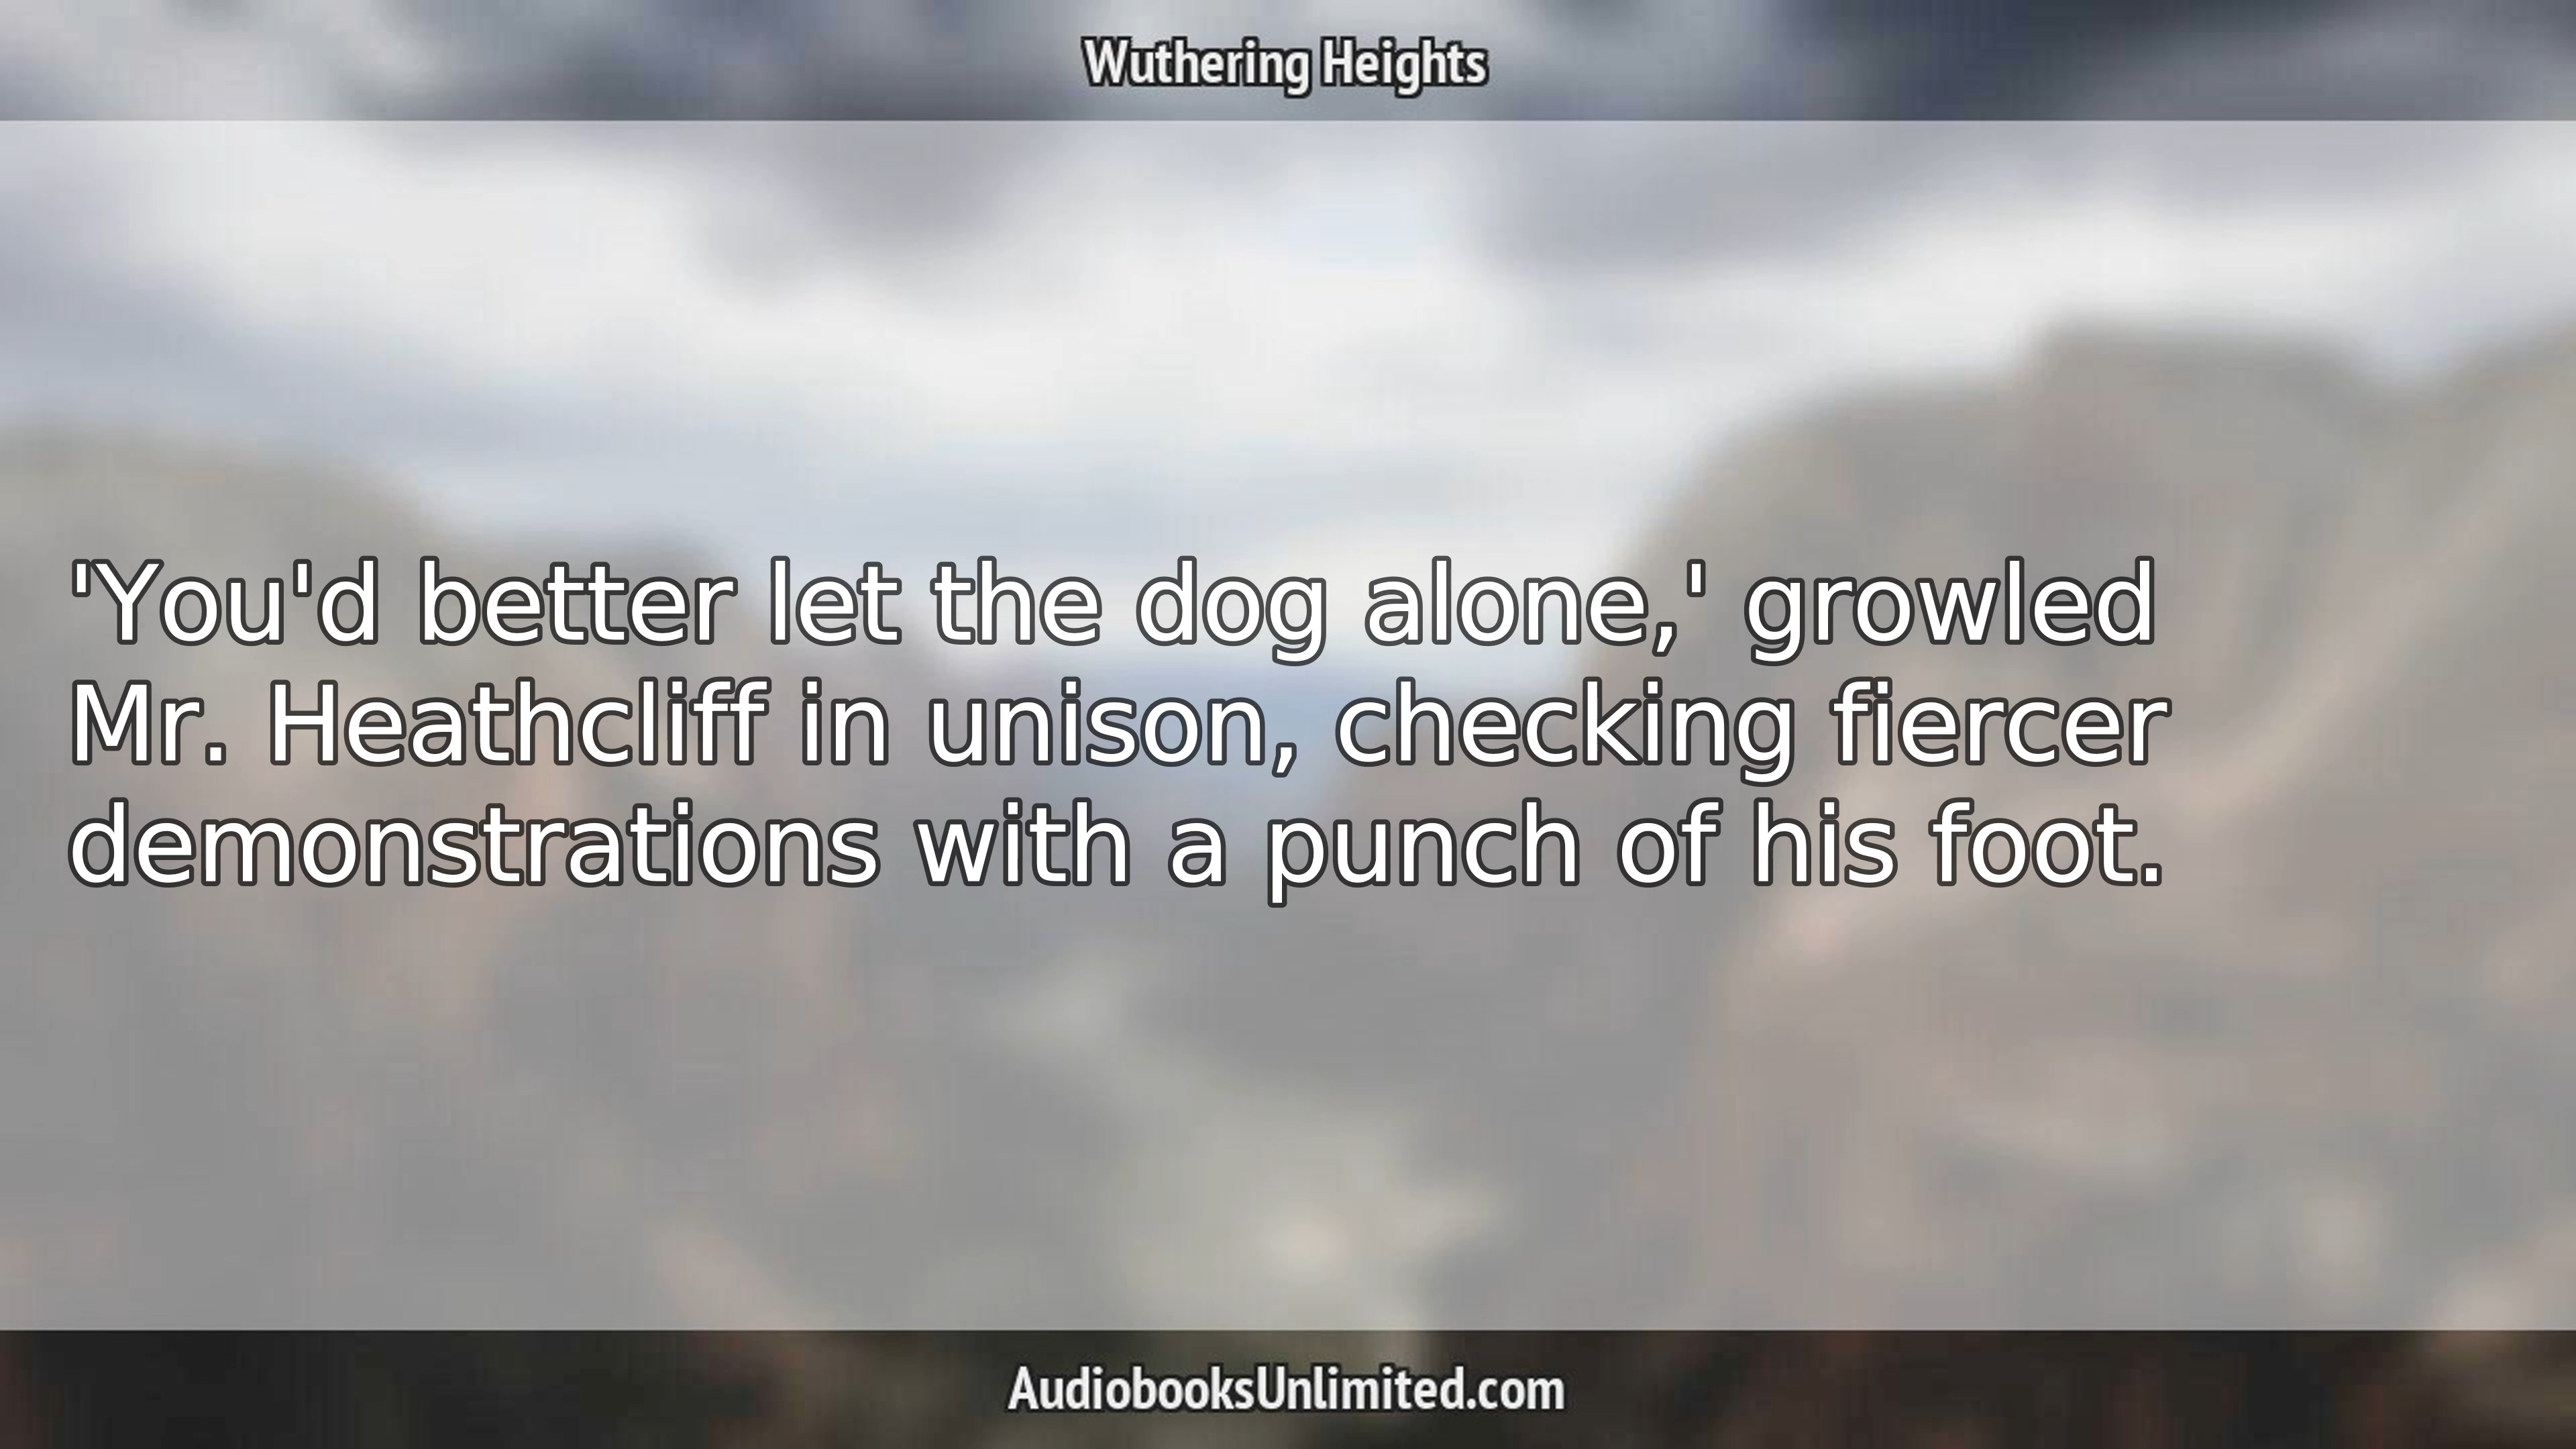 Wuthering Heights
'You'd better let the dog alone,' growled
Mr. Heathcliff in unison, checking fiercer
demonstrations with a punch of his foot.
AudiobooksUnlimited.com